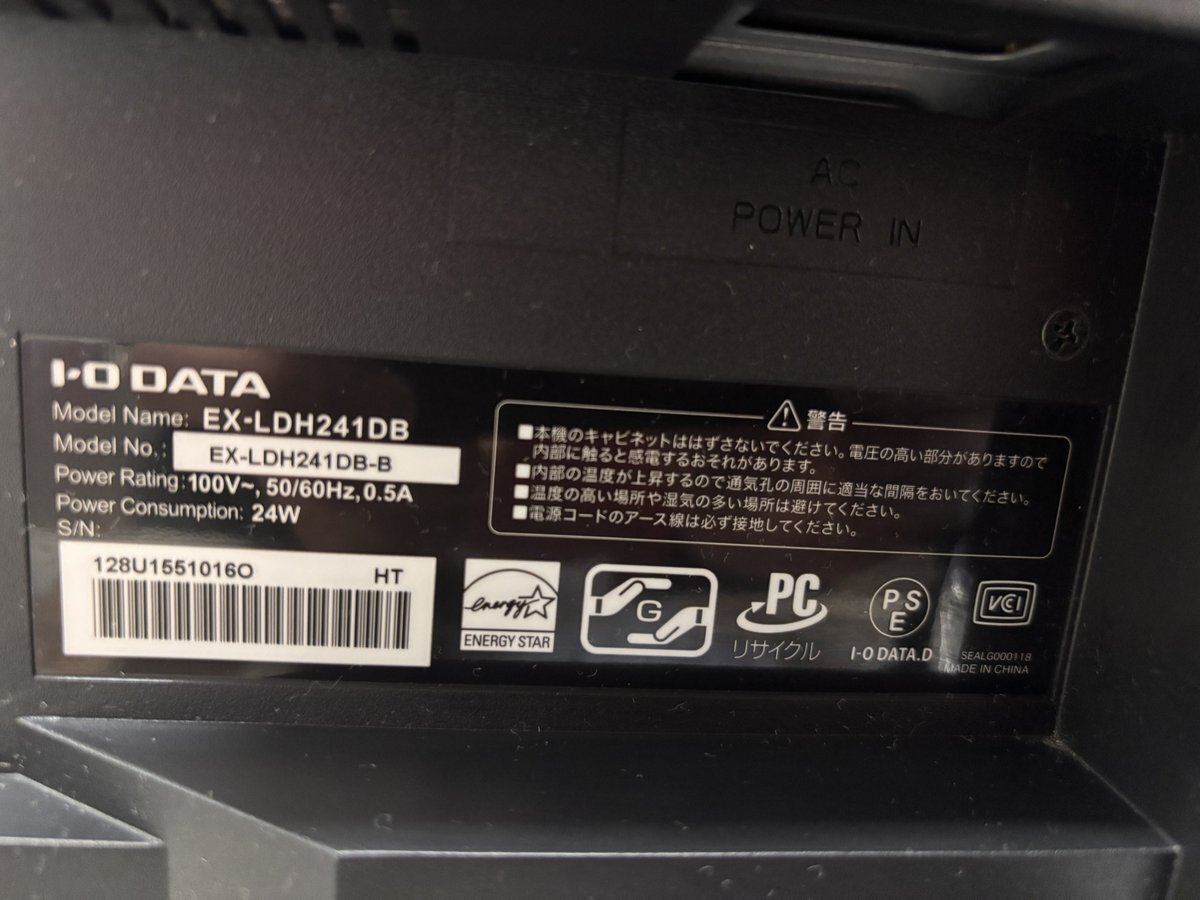 AC
POWER IN
I-O DATA
Model Name: EX-LDH241DB
Model No.: EX-LDH241DB-B
Power Rating:100V~, 50/60Hz, 0.5A
Power Consumption: 24W
S/N:
128U1551016O HT
警告
■本機のキャビネットははずさないでください。電圧の高い部分がありますので
内部に触ると感電するおそれがあります。
■内部の温度が上昇するので通気孔の周囲に適当な間隔をおいてください。
■温度の高い場所や湿気の多い場所は避けてください。
■電源コードのアース線は必ず接地してください。
energy
ENERGY STAR
G
PC
リサイクル
PS
E
I-O DATA.D
VCI
SEALG000118
MADE IN CHINA